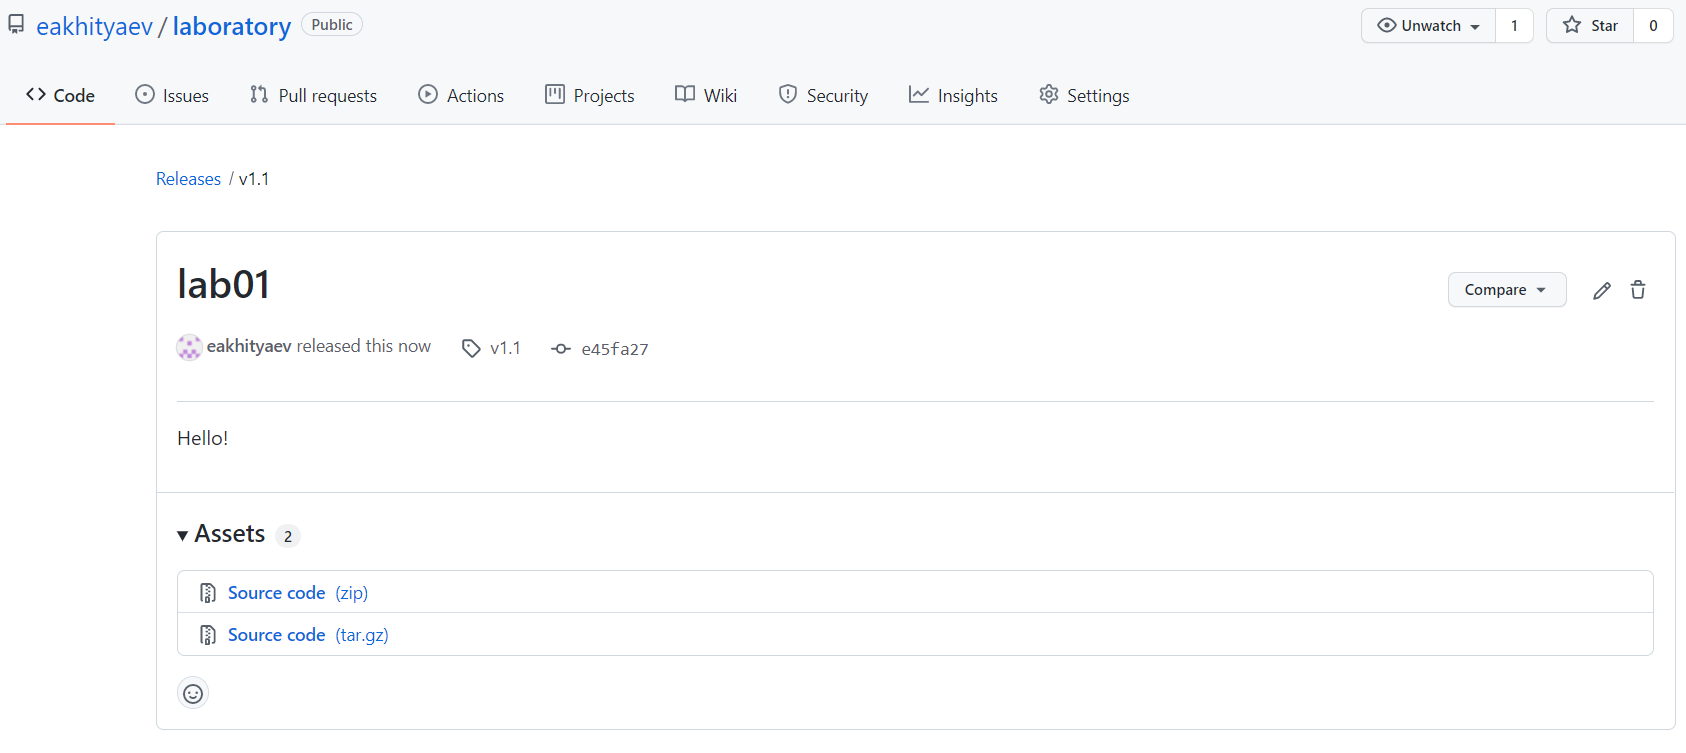 eakhityaev / laboratory Public
Unwatch 1 Star 0
Code Issues Pull requests Actions Projects Wiki Security Insights Settings
Releases / v1.1
lab01
Compare
eakhityaev released this now v1.1 e45fa27
Hello!
Assets 2
Source code (zip)
Source code (tar.gz)